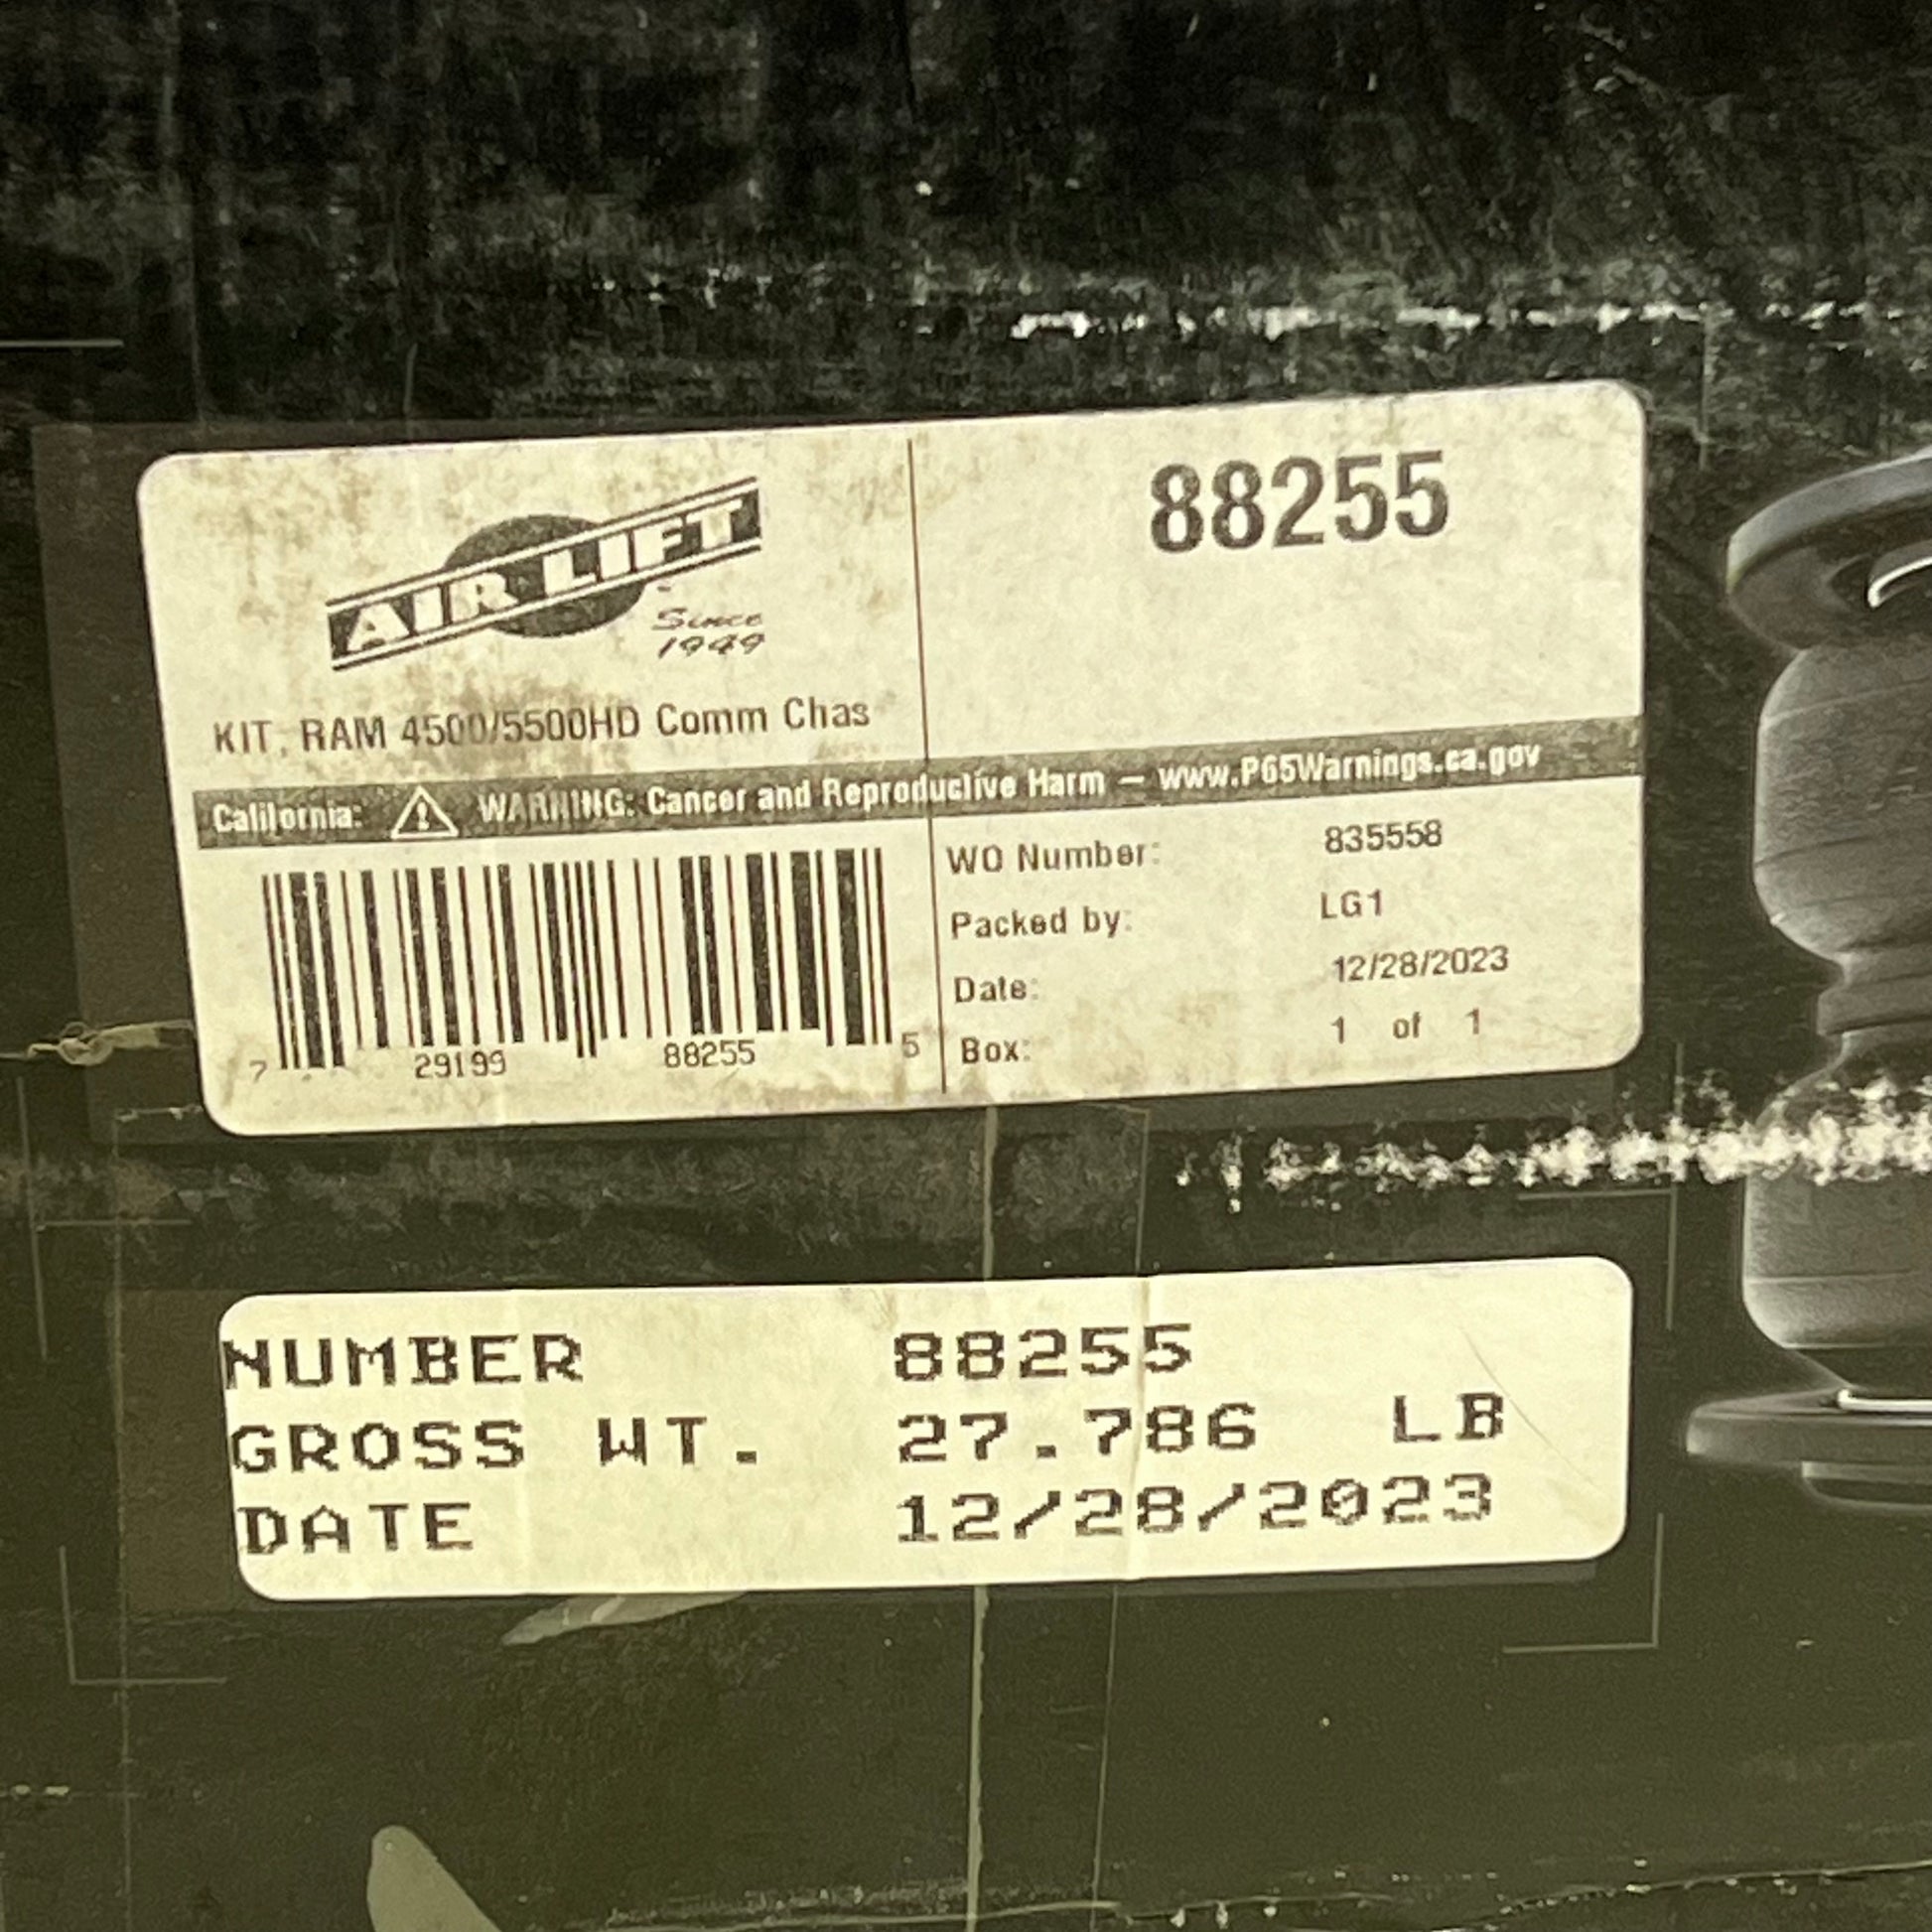 AIR LIFT
Since
1949
88255
KIT, RAM 4500/5500HD Comm Chas
California: ⚠ WARNING: Cancer and Reproductive Harm – www.P65Warnings.ca.gov
7 29199 88255 5
WO Number: 835558
Packed by: LG1
Date: 12/28/2023
Box: 1 of 1
NUMBER 88255
GROSS WT. 27.786 LB
DATE 12/28/2023